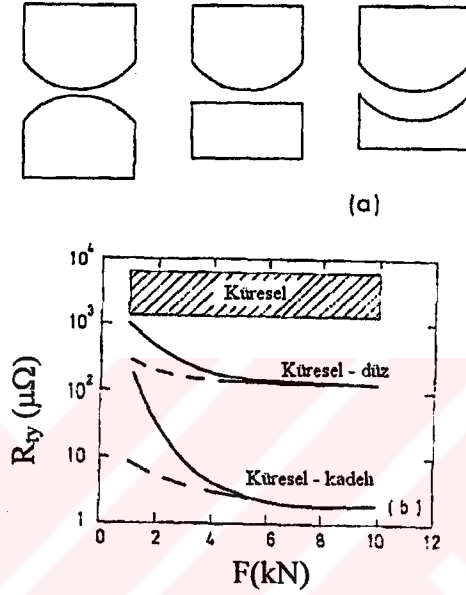 (a)
10⁴
Küresel
10³
Küresel - düz
10²
R_ty (μΩ)
10
Küresel - kadeh
(b)
1
0 2 4 6 8 10 12
F(kN)